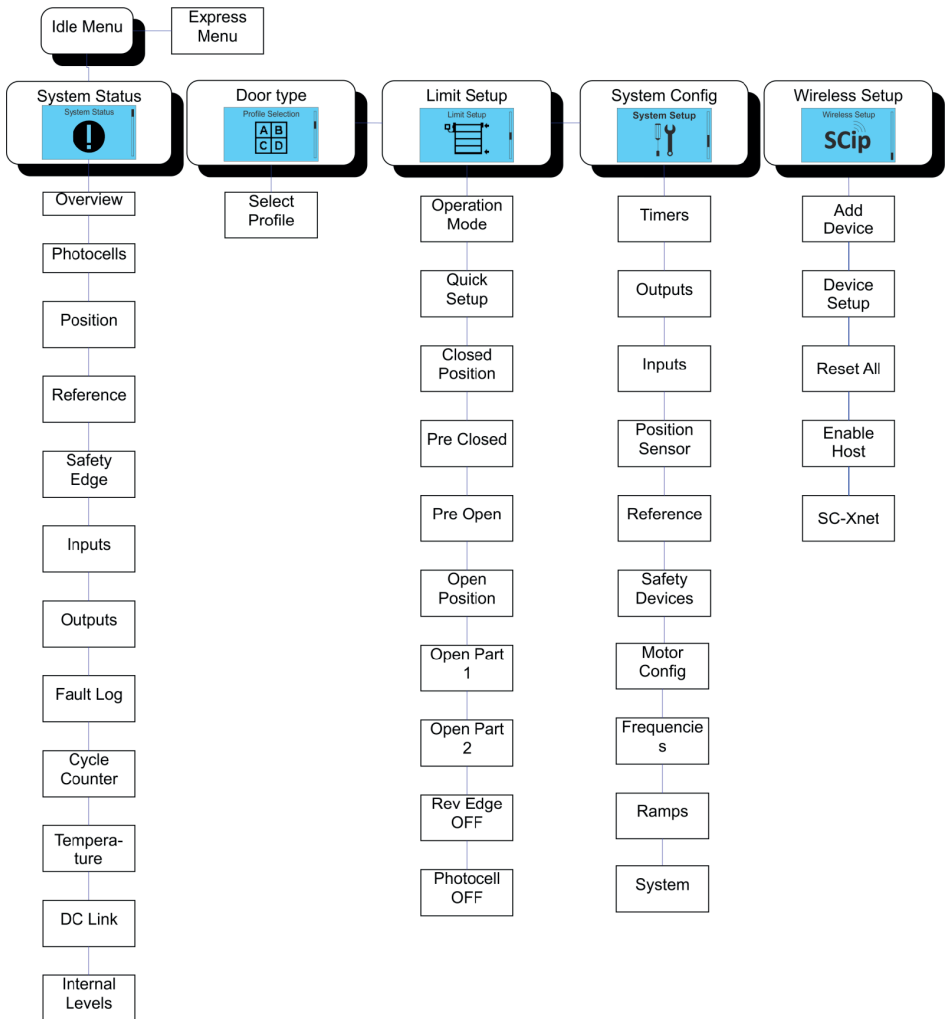 Idle Menu
Express
Menu
System Status
System Status
Door type
Profile Selection
A B
C D
Limit Setup
Limit Setup
System Config
System Setup
Wireless Setup
Wireless Setup
SCip
Overview
Photocells
Position
Reference
Safety
Edge
Inputs
Outputs
Fault Log
Cycle
Counter
Tempera-
ture
DC Link
Internal
Levels
Select
Profile
Operation
Mode
Quick
Setup
Closed
Position
Pre Closed
Pre Open
Open
Position
Open Part
1
Open Part
2
Rev Edge
OFF
Photocell
OFF
Timers
Outputs
Inputs
Position
Sensor
Reference
Safety
Devices
Motor
Config
Frequencie
s
Ramps
System
Add
Device
Device
Setup
Reset All
Enable
Host
SC-Xnet